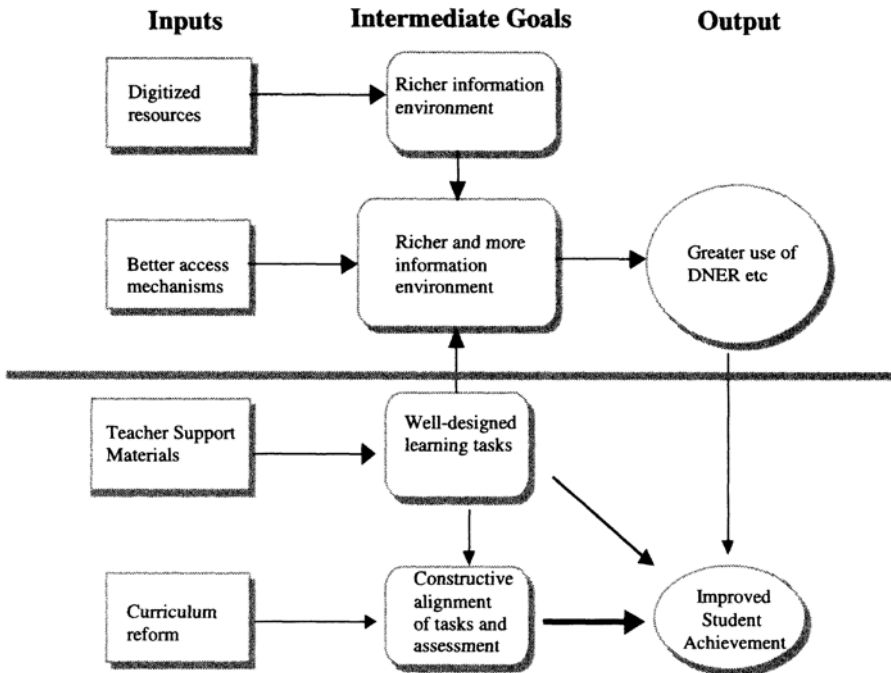 Inputs
Intermediate Goals
Output
Digitized
resources
Richer information
environment
Better access
mechanisms
Richer and more
information
environment
Greater use of
DNER etc
Teacher Support
Materials
Well-designed
learning tasks
Curriculum
reform
Constructive
alignment
of tasks and
assessment
Improved
Student
Achievement